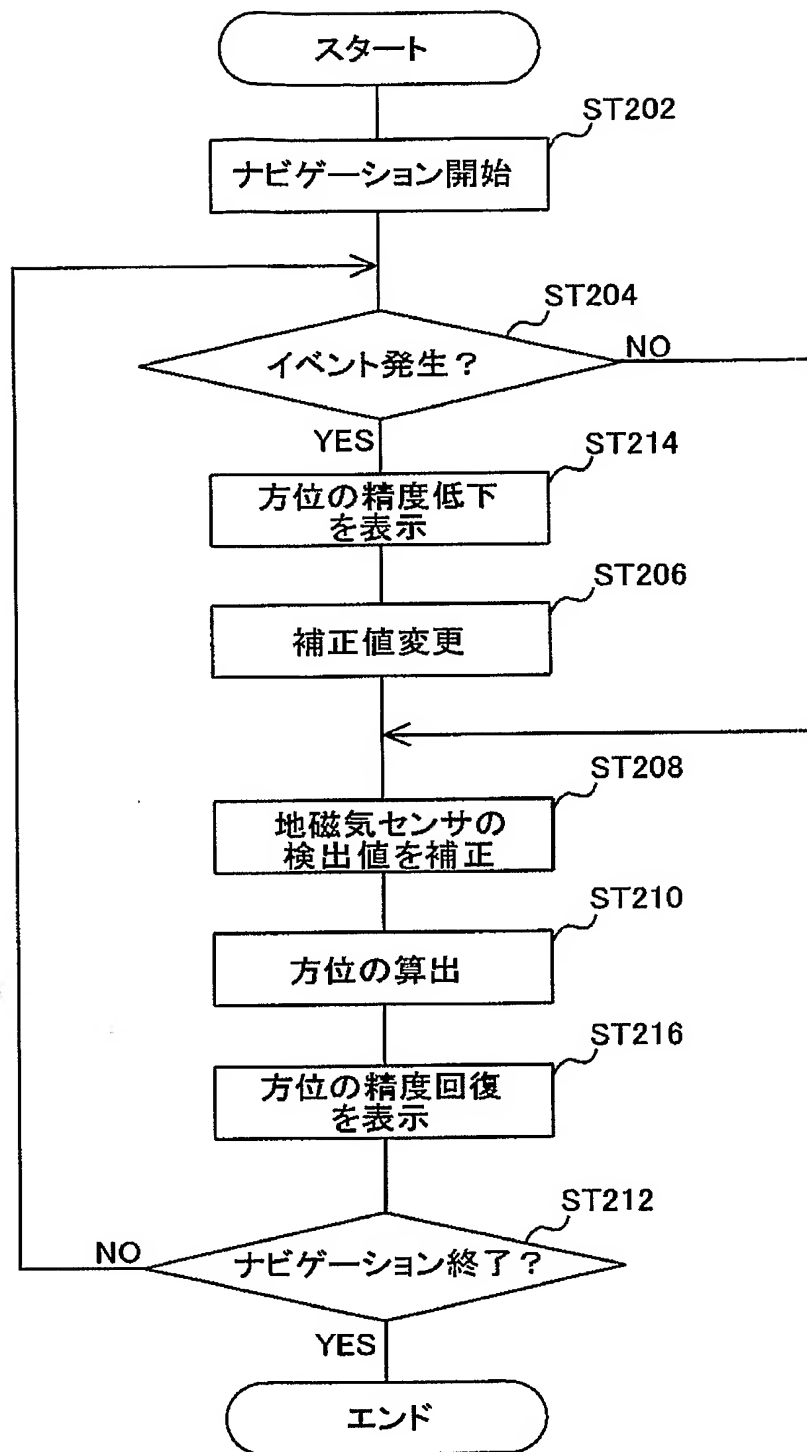 スタート
ST202
ナビゲーション開始
ST204
イベント発生？
NO
YES
ST214
方位の精度低下
を表示
ST206
補正値変更
ST208
地磁気センサの
検出値を補正
ST210
方位の算出
ST216
方位の精度回復
を表示
ST212
NO
ナビゲーション終了？
YES
エンド